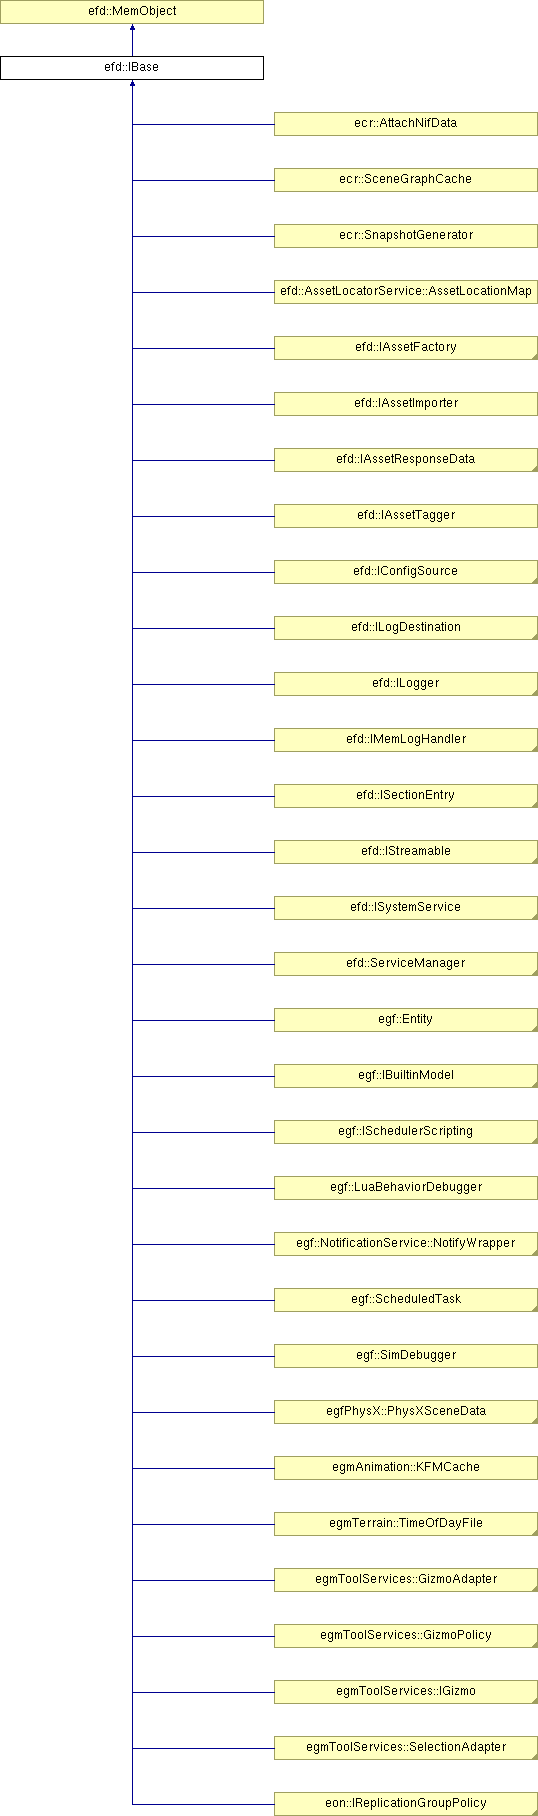 efd::MemObject
efd::IBase
ecr::AttachNifData
ecr::SceneGraphCache
ecr::SnapshotGenerator
efd::AssetLocatorService::AssetLocationMap
efd::IAssetFactory
efd::IAssetImporter
efd::IAssetResponseData
efd::IAssetTagger
efd::IConfigSource
efd::ILogDestination
efd::ILogger
efd::IMemLogHandler
efd::ISectionEntry
efd::IStreamable
efd::ISystemService
efd::ServiceManager
egf::Entity
egf::IBuiltinModel
egf::ISchedulerScripting
egf::LuaBehaviorDebugger
egf::NotificationService::NotifyWrapper
egf::ScheduledTask
egf::SimDebugger
egfPhysX::PhysXSceneData
egmAnimation::KFMCache
egmTerrain::TimeOfDayFile
egmToolServices::GizmoAdapter
egmToolServices::GizmoPolicy
egmToolServices::IGizmo
egmToolServices::SelectionAdapter
eon::IReplicationGroupPolicy